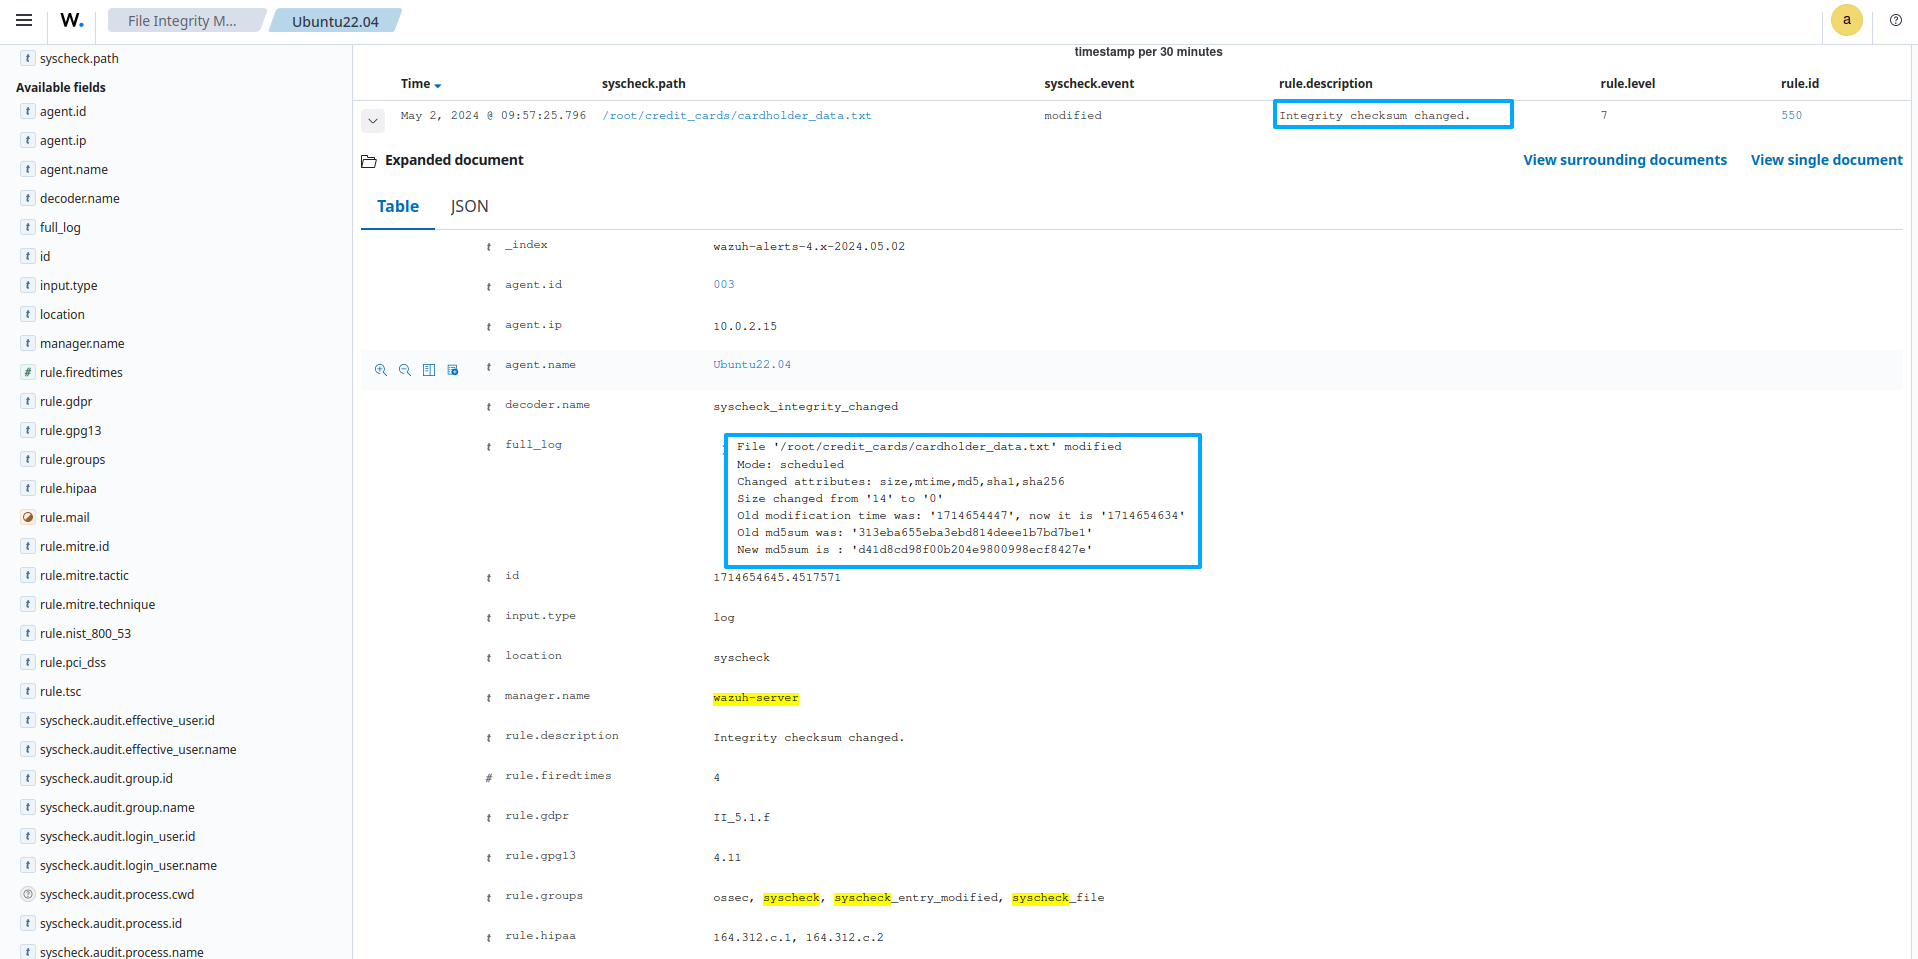 W.
File Integrity M...
Ubuntu22.04
a
syscheck.path
Available fields
agent.id
agent.ip
agent.name
decoder.name
full_log
id
input.type
location
manager.name
rule.firedtimes
rule.gdpr
rule.gpg13
rule.groups
rule.hipaa
rule.mail
rule.mitre.id
rule.mitre.tactic
rule.mitre.technique
rule.nist_800_53
rule.pci_dss
rule.tsc
syscheck.audit.effective_user.id
syscheck.audit.effective_user.name
syscheck.audit.group.id
syscheck.audit.group.name
syscheck.audit.login_user.id
syscheck.audit.login_user.name
syscheck.audit.process.cwd
syscheck.audit.process.id
syscheck.audit.process.name
timestamp per 30 minutes
Time syscheck.path syscheck.event rule.description rule.level rule.id
May 2, 2024 @ 09:57:25.796 /root/credit_cards/cardholder_data.txt modified Integrity checksum changed. 7 550
Expanded document View surrounding documents View single document
Table JSON
t _index wazuh-alerts-4.x-2024.05.02
t agent.id 003
t agent.ip 10.0.2.15
t agent.name Ubuntu22.04
t decoder.name syscheck_integrity_changed
t full_log File '/root/credit_cards/cardholder_data.txt' modified
Mode: scheduled
Changed attributes: size,mtime,md5,sha1,sha256
Size changed from '14' to '0'
Old modification time was: '1714654447', now it is '1714654634'
Old md5sum was: '313eba655eba3ebd814deee1b7bd7be1'
New md5sum is : 'd41d8cd98f00b204e9800998ecf8427e'
t id 1714654645.4517571
t input.type log
t location syscheck
t manager.name wazuh-server
t rule.description Integrity checksum changed.
# rule.firedtimes 4
t rule.gdpr II_5.1.f
t rule.gpg13 4.11
t rule.groups ossec, syscheck, syscheck_entry_modified, syscheck_file
t rule.hipaa 164.312.c.1, 164.312.c.2